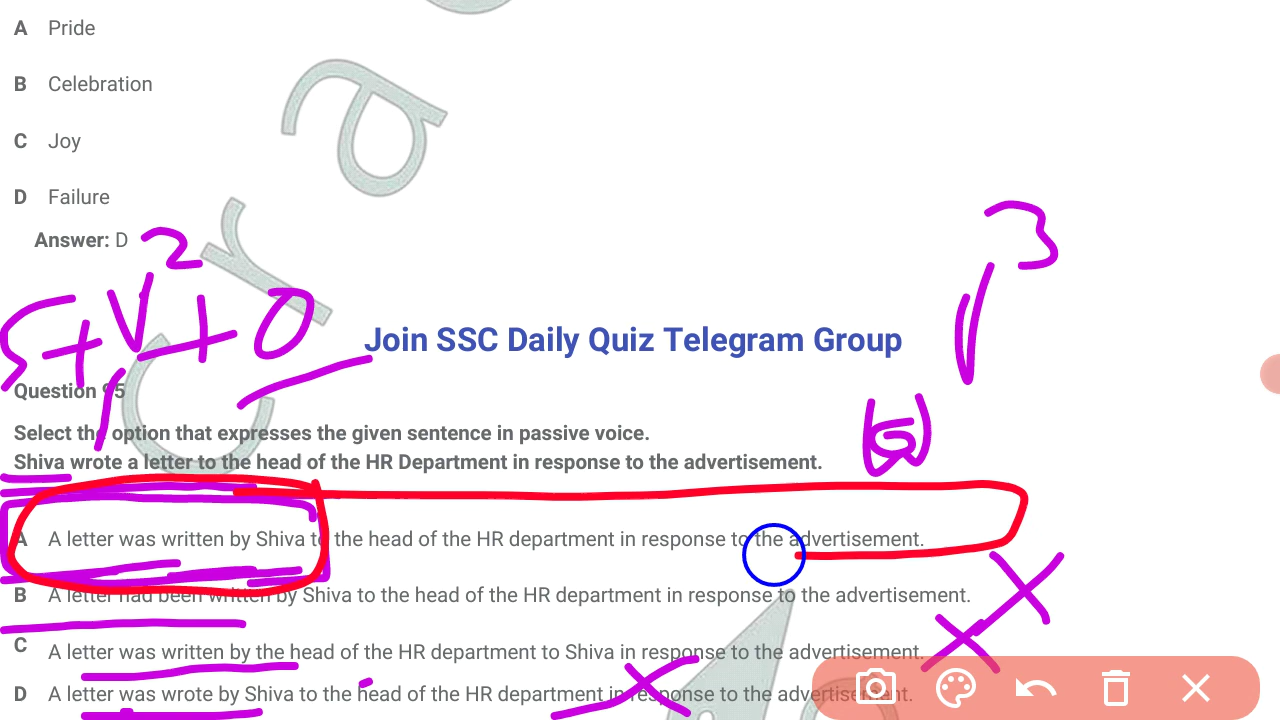 A Pride
B Celebration
C Joy
D Failure
Answer: D
2
3
S+V+O
Join SSC Daily Quiz Telegram Group
Question 95
Select the option that expresses the given sentence in passive voice.
Shiva wrote a letter to the head of the HR Department in response to the advertisement.
A A letter was written by Shiva to the head of the HR department in response to the advertisement.
B A letter had been written by Shiva to the head of the HR department in response to the advertisement.
C A letter was written by the head of the HR department to Shiva in response to the advertisement.
D A letter was wrote by Shiva to the head of the HR department in response to the advertisement.